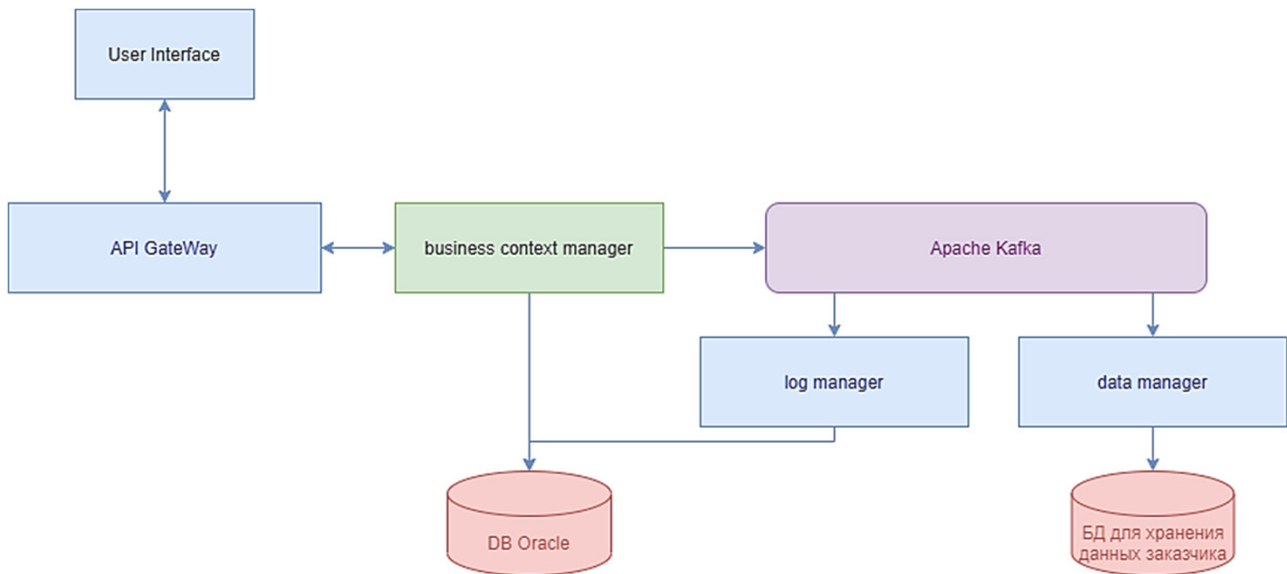 User Interface
API GateWay
business context manager
Apache Kafka
log manager
data manager
DB Oracle
БД для хранения
данных заказчика